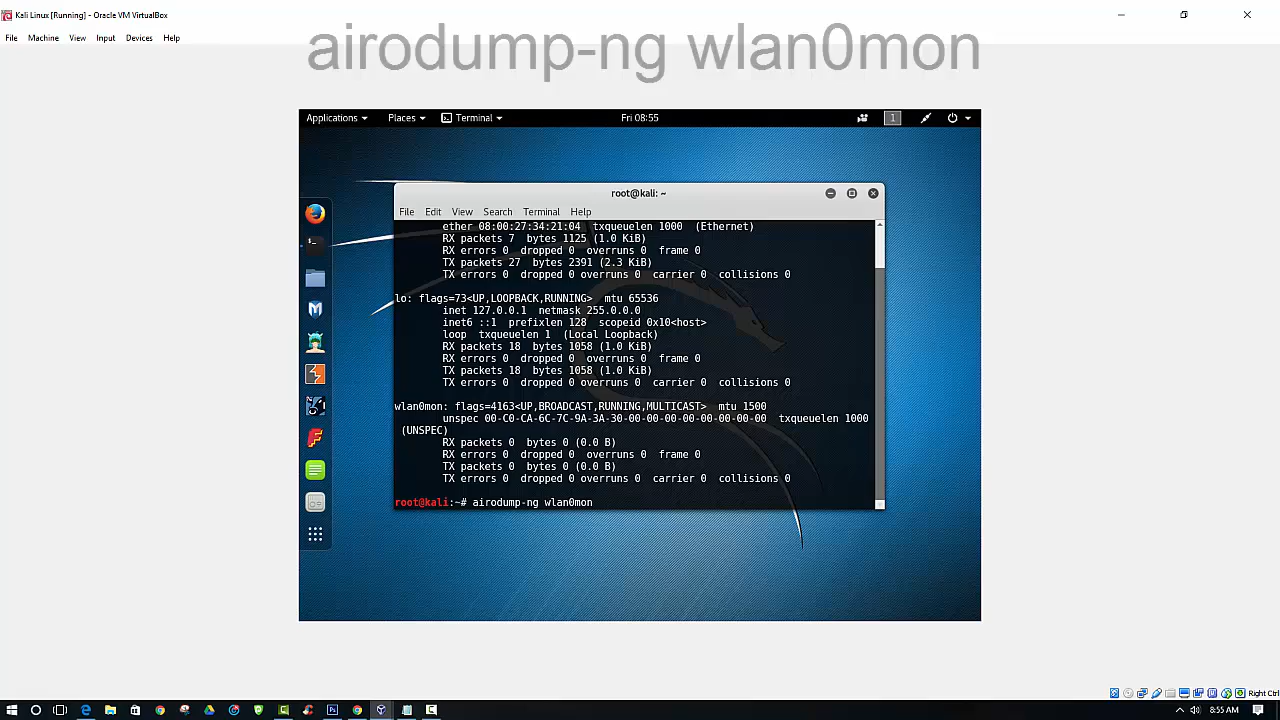 Kali Linux [Running] - Oracle VM VirtualBox
File Machine View Input Devices Help
airodump-ng wlan0mon
Applications Places Terminal Fri 08:55 1
root@kali: ~
File Edit View Search Terminal Help
ether 08:00:27:34:21:04 txqueuelen 1000 (Ethernet)
RX packets 7 bytes 1125 (1.0 KiB)
RX errors 0 dropped 0 overruns 0 frame 0
TX packets 27 bytes 2391 (2.3 KiB)
TX errors 0 dropped 0 overruns 0 carrier 0 collisions 0
lo: flags=73<UP,LOOPBACK,RUNNING> mtu 65536
inet 127.0.0.1 netmask 255.0.0.0
inet6 ::1 prefixlen 128 scopeid 0x10<host>
loop txqueuelen 1 (Local Loopback)
RX packets 18 bytes 1058 (1.0 KiB)
RX errors 0 dropped 0 overruns 0 frame 0
TX packets 18 bytes 1058 (1.0 KiB)
TX errors 0 dropped 0 overruns 0 carrier 0 collisions 0
wlan0mon: flags=4163<UP,BROADCAST,RUNNING,MULTICAST> mtu 1500
unspec 00-C0-CA-6C-7C-9A-3A-30-00-00-00-00-00-00-00-00 txqueuelen 1000
(UNSPEC)
RX packets 0 bytes 0 (0.0 B)
RX errors 0 dropped 0 overruns 0 frame 0
TX packets 0 bytes 0 (0.0 B)
TX errors 0 dropped 0 overruns 0 carrier 0 collisions 0
root@kali:~# airodump-ng wlan0mon
Right Ctrl
8:55 AM